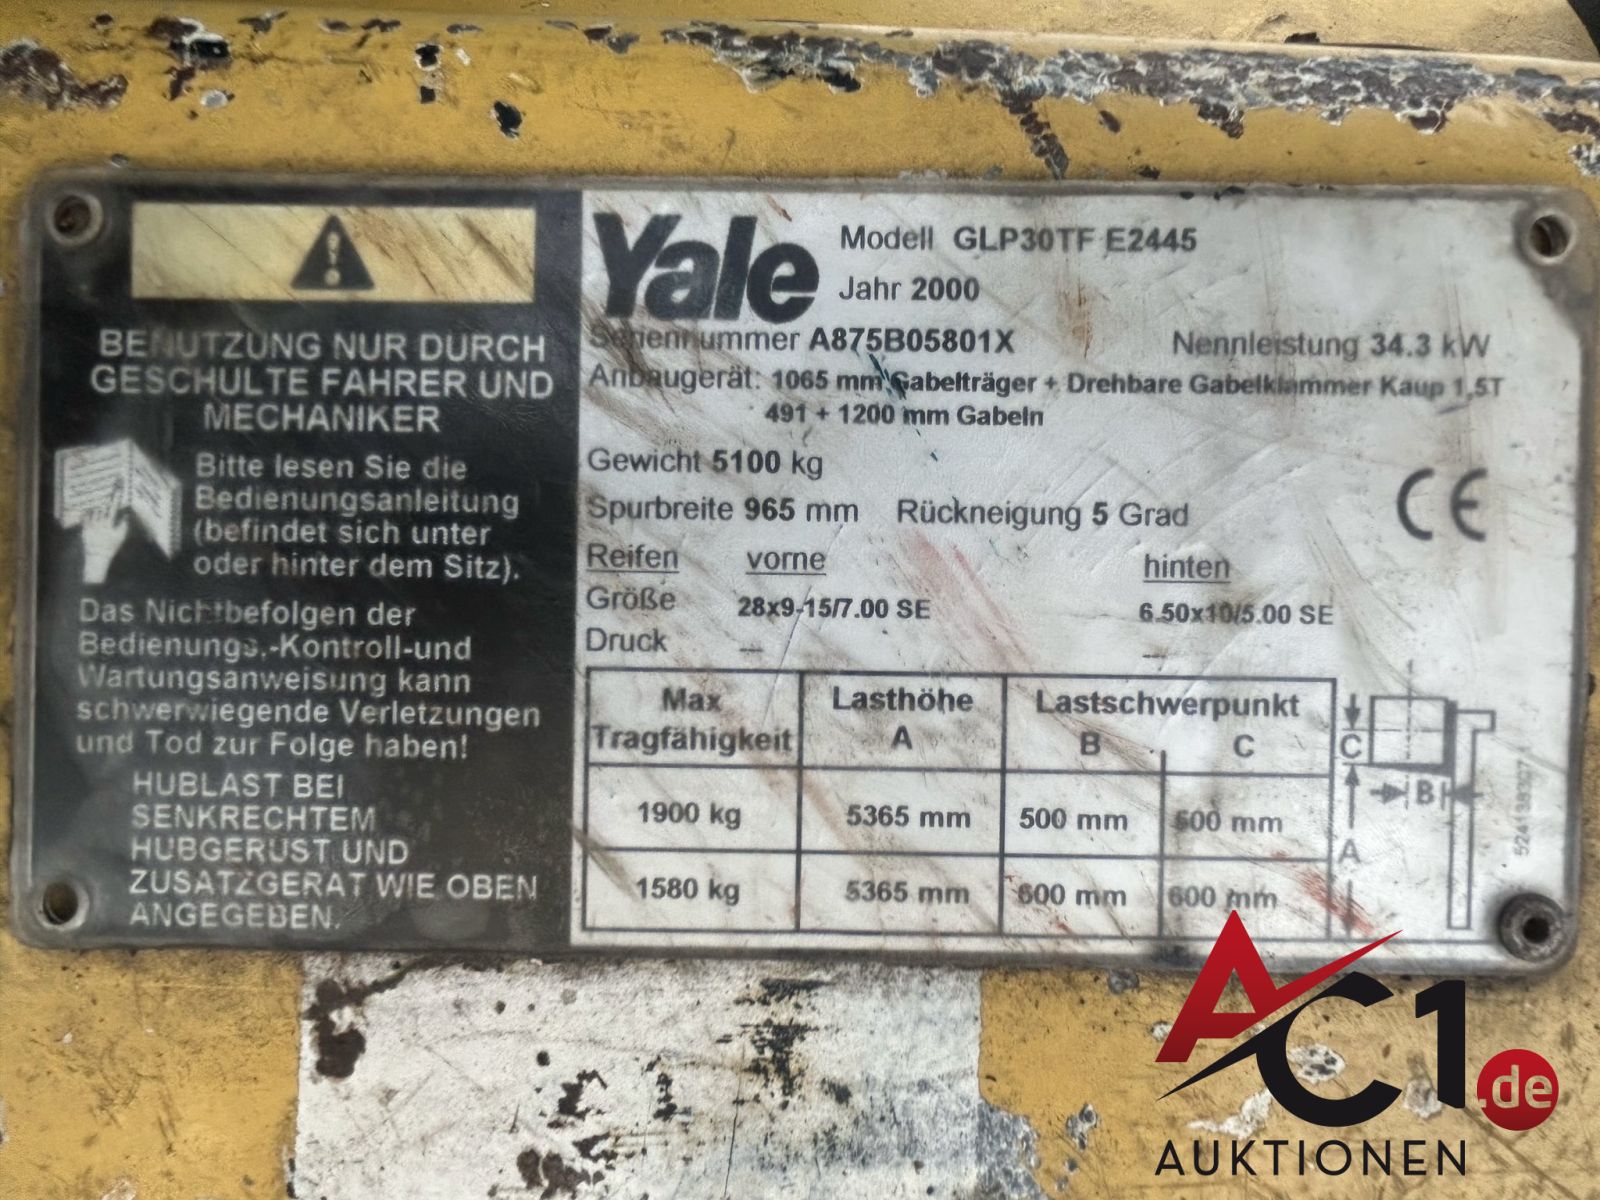 BENUTZUNG NUR DURCH
GESCHULTE FAHRER UND
MECHANIKER
Bitte lesen Sie die
Bedienungsanleitung
(befindet sich unter
oder hinter dem Sitz).
Das Nichtbefolgen der
Bedienungs,-Kontroll-und
Wartungsanweisung kann
schwerwiegende Verletzungen
und Tod zur Folge haben!
HUBLAST BEI
SENKRECHTEM
HUBGERUST UND
ZUSATZGERAT WIE OBEN
ANGEGEBEN.
Yale
Modell GLP30TF E2445
Jahr 2000
Seriennummer A875B05801X Nennleistung 34.3 kW
Anbaugerät: 1065 mm Gabelträger + Drehbare Gabelklammer Kaup 1,5T
491 + 1200 mm Gabeln
Gewicht 5100 kg
CE
Spurbreite 965 mm Rückneigung 5 Grad
Reifen vorne hinten
Größe 28x9-15/7.00 SE 6.50x10/5.00 SE
Druck — —
Max Tragfähigkeit Lasthöhe A Lastschwerpunkt B C
1900 kg 5365 mm 500 mm 500 mm
1580 kg 5365 mm 600 mm 600 mm
C
B
A
AC1.de
AUKTIONEN